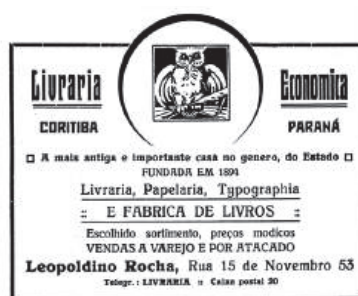 Livraria Economica
CORITIBA PARANÁ
A mais antiga e importante casa no genero, do Estado
FUNDADA EM 1894
Livraria, Papelaria, Typographia
:: E FABRICA DE LIVROS ::
Escolhido sortimento, preços modicos
VENDAS A VAREJO E POR ATACADO
Leopoldino Rocha, Rua 15 de Novembro 53
Telegr.: LIVRARIA :: Caixa postal 20